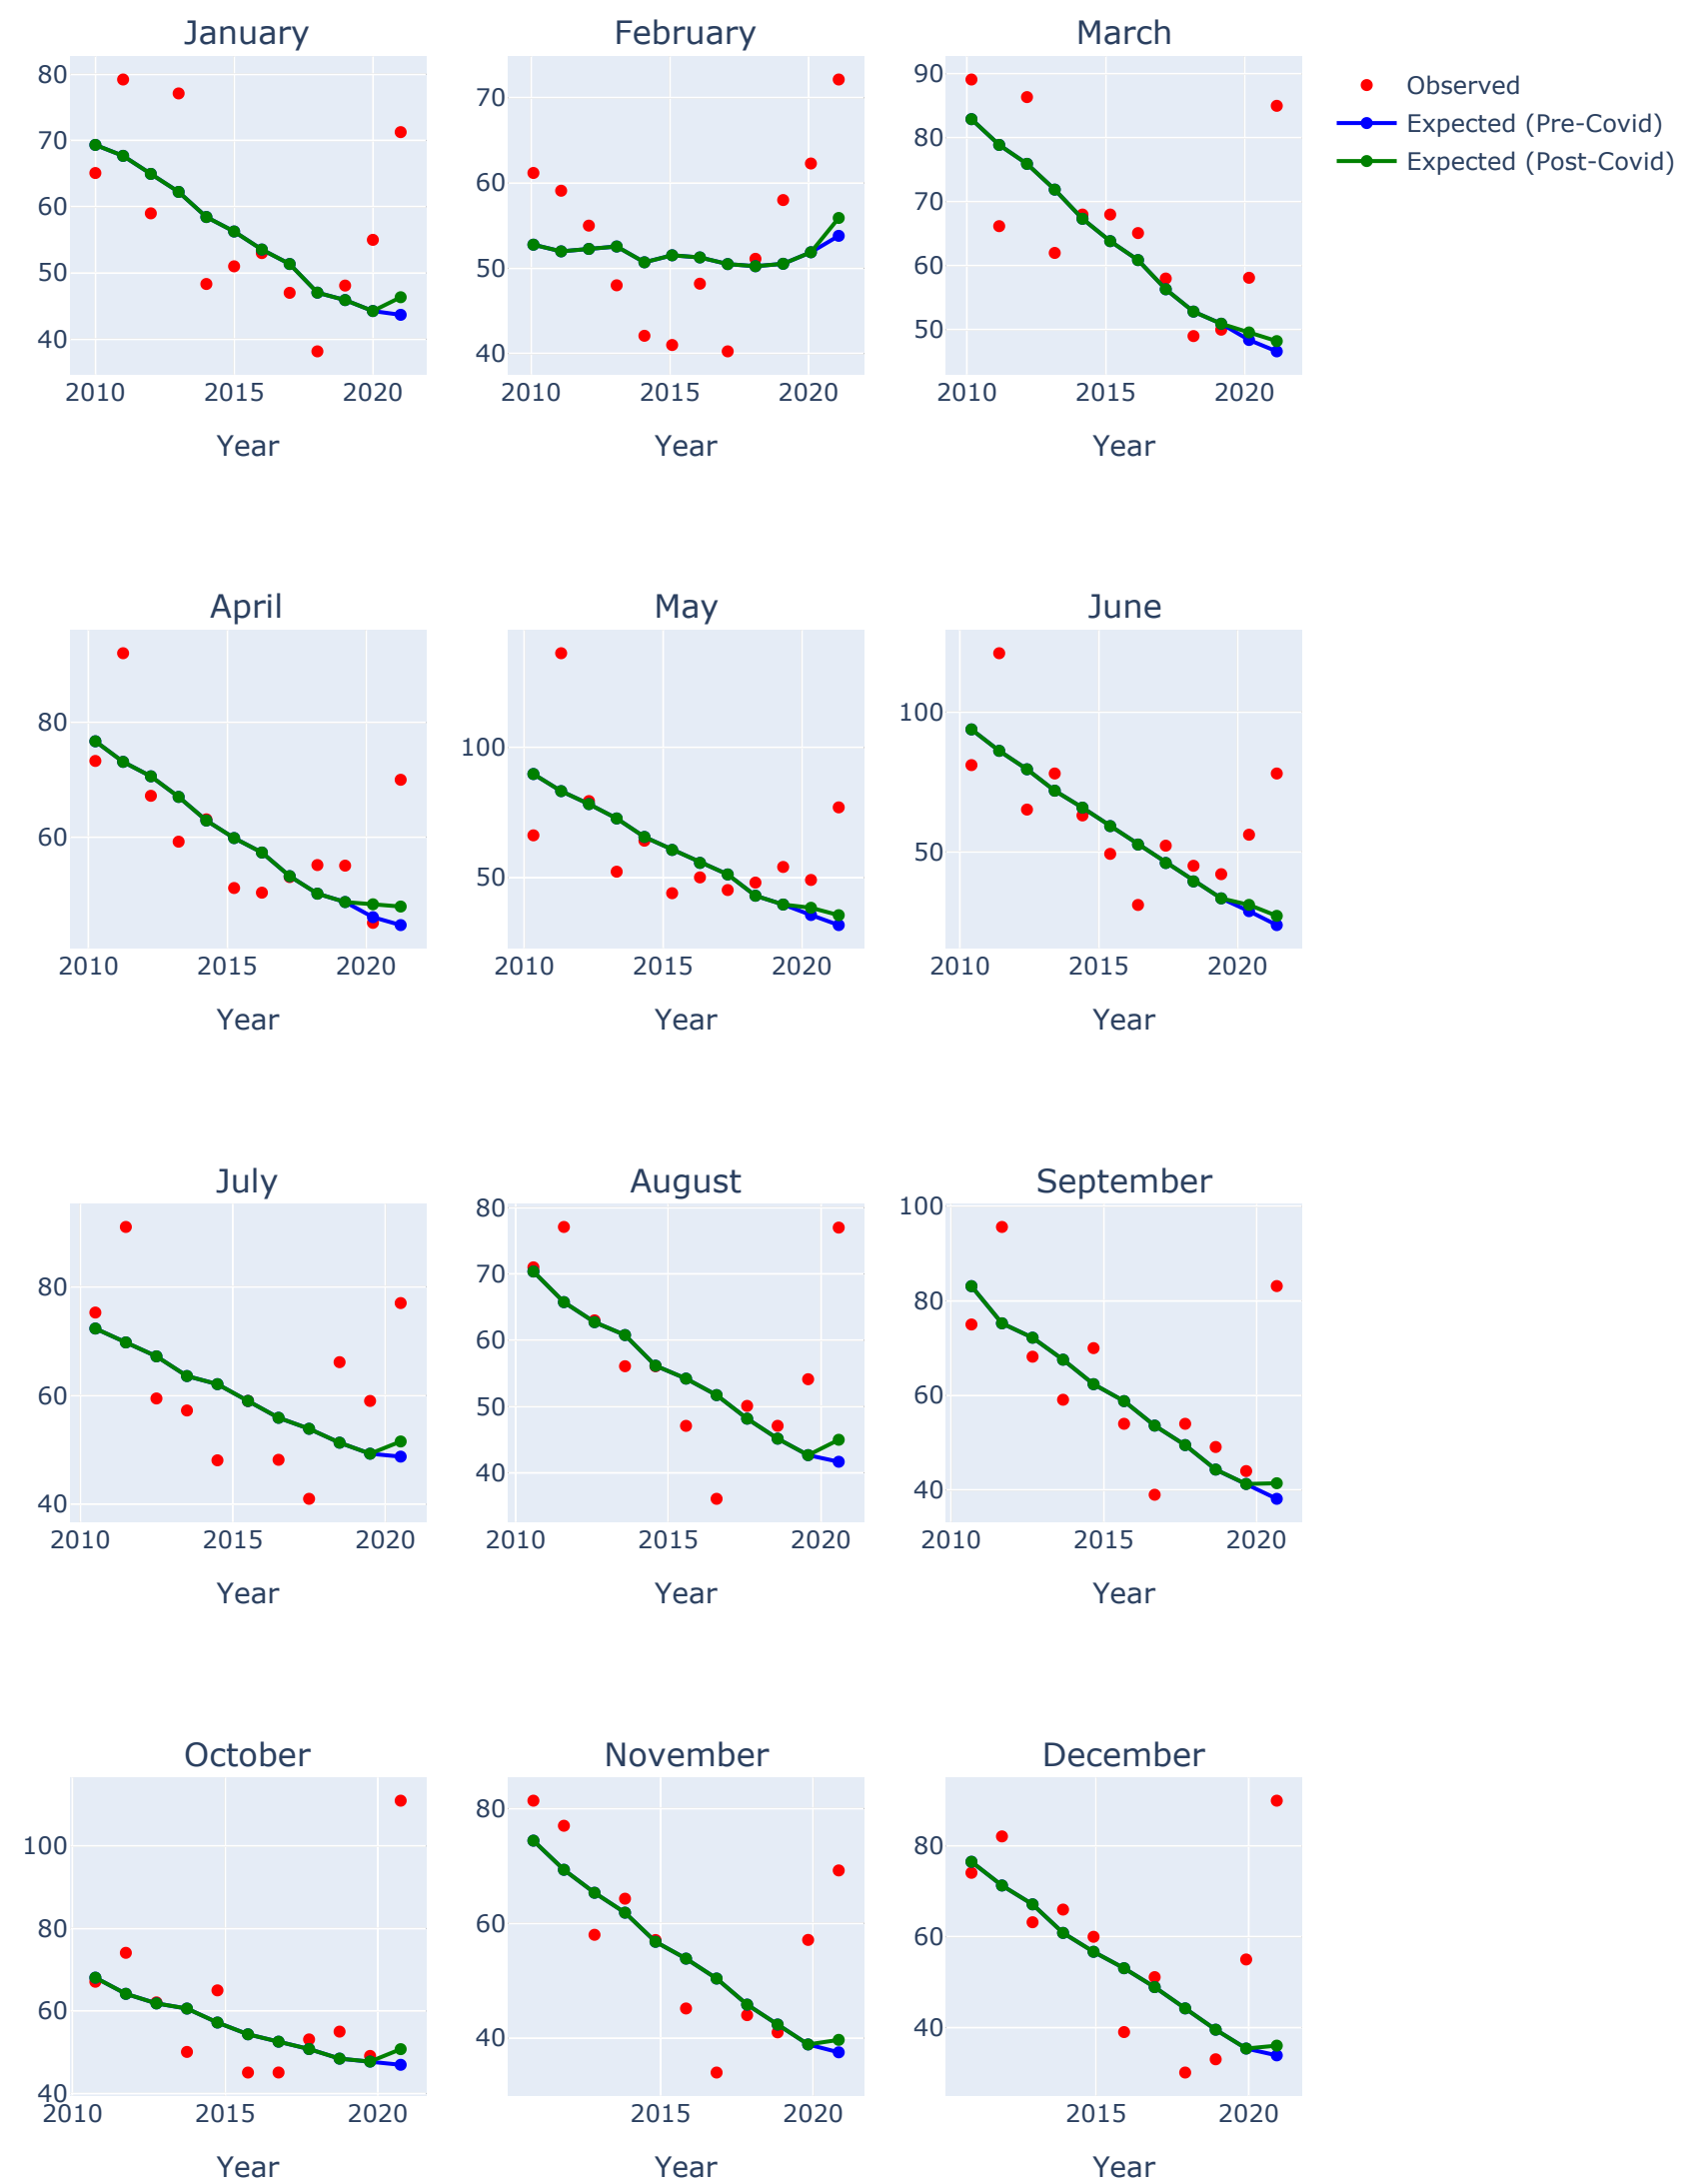 January
February
March
80
70
60
50
40
2010
2015
2020
Year
70
60
50
40
2010
2015
2020
Year
90
80
70
60
50
2010
2015
2020
Year
Observed
Expected (Pre-Covid)
Expected (Post-Covid)
April
May
June
80
60
2010
2015
2020
Year
100
50
2010
2015
2020
Year
100
50
2010
2015
2020
Year
July
August
September
80
60
40
2010
2015
2020
Year
80
70
60
50
40
2010
2015
2020
Year
100
80
60
40
2010
2015
2020
Year
October
November
December
100
80
60
40
2010
2015
2020
Year
80
60
40
2015
2020
Year
80
60
40
2015
2020
Year